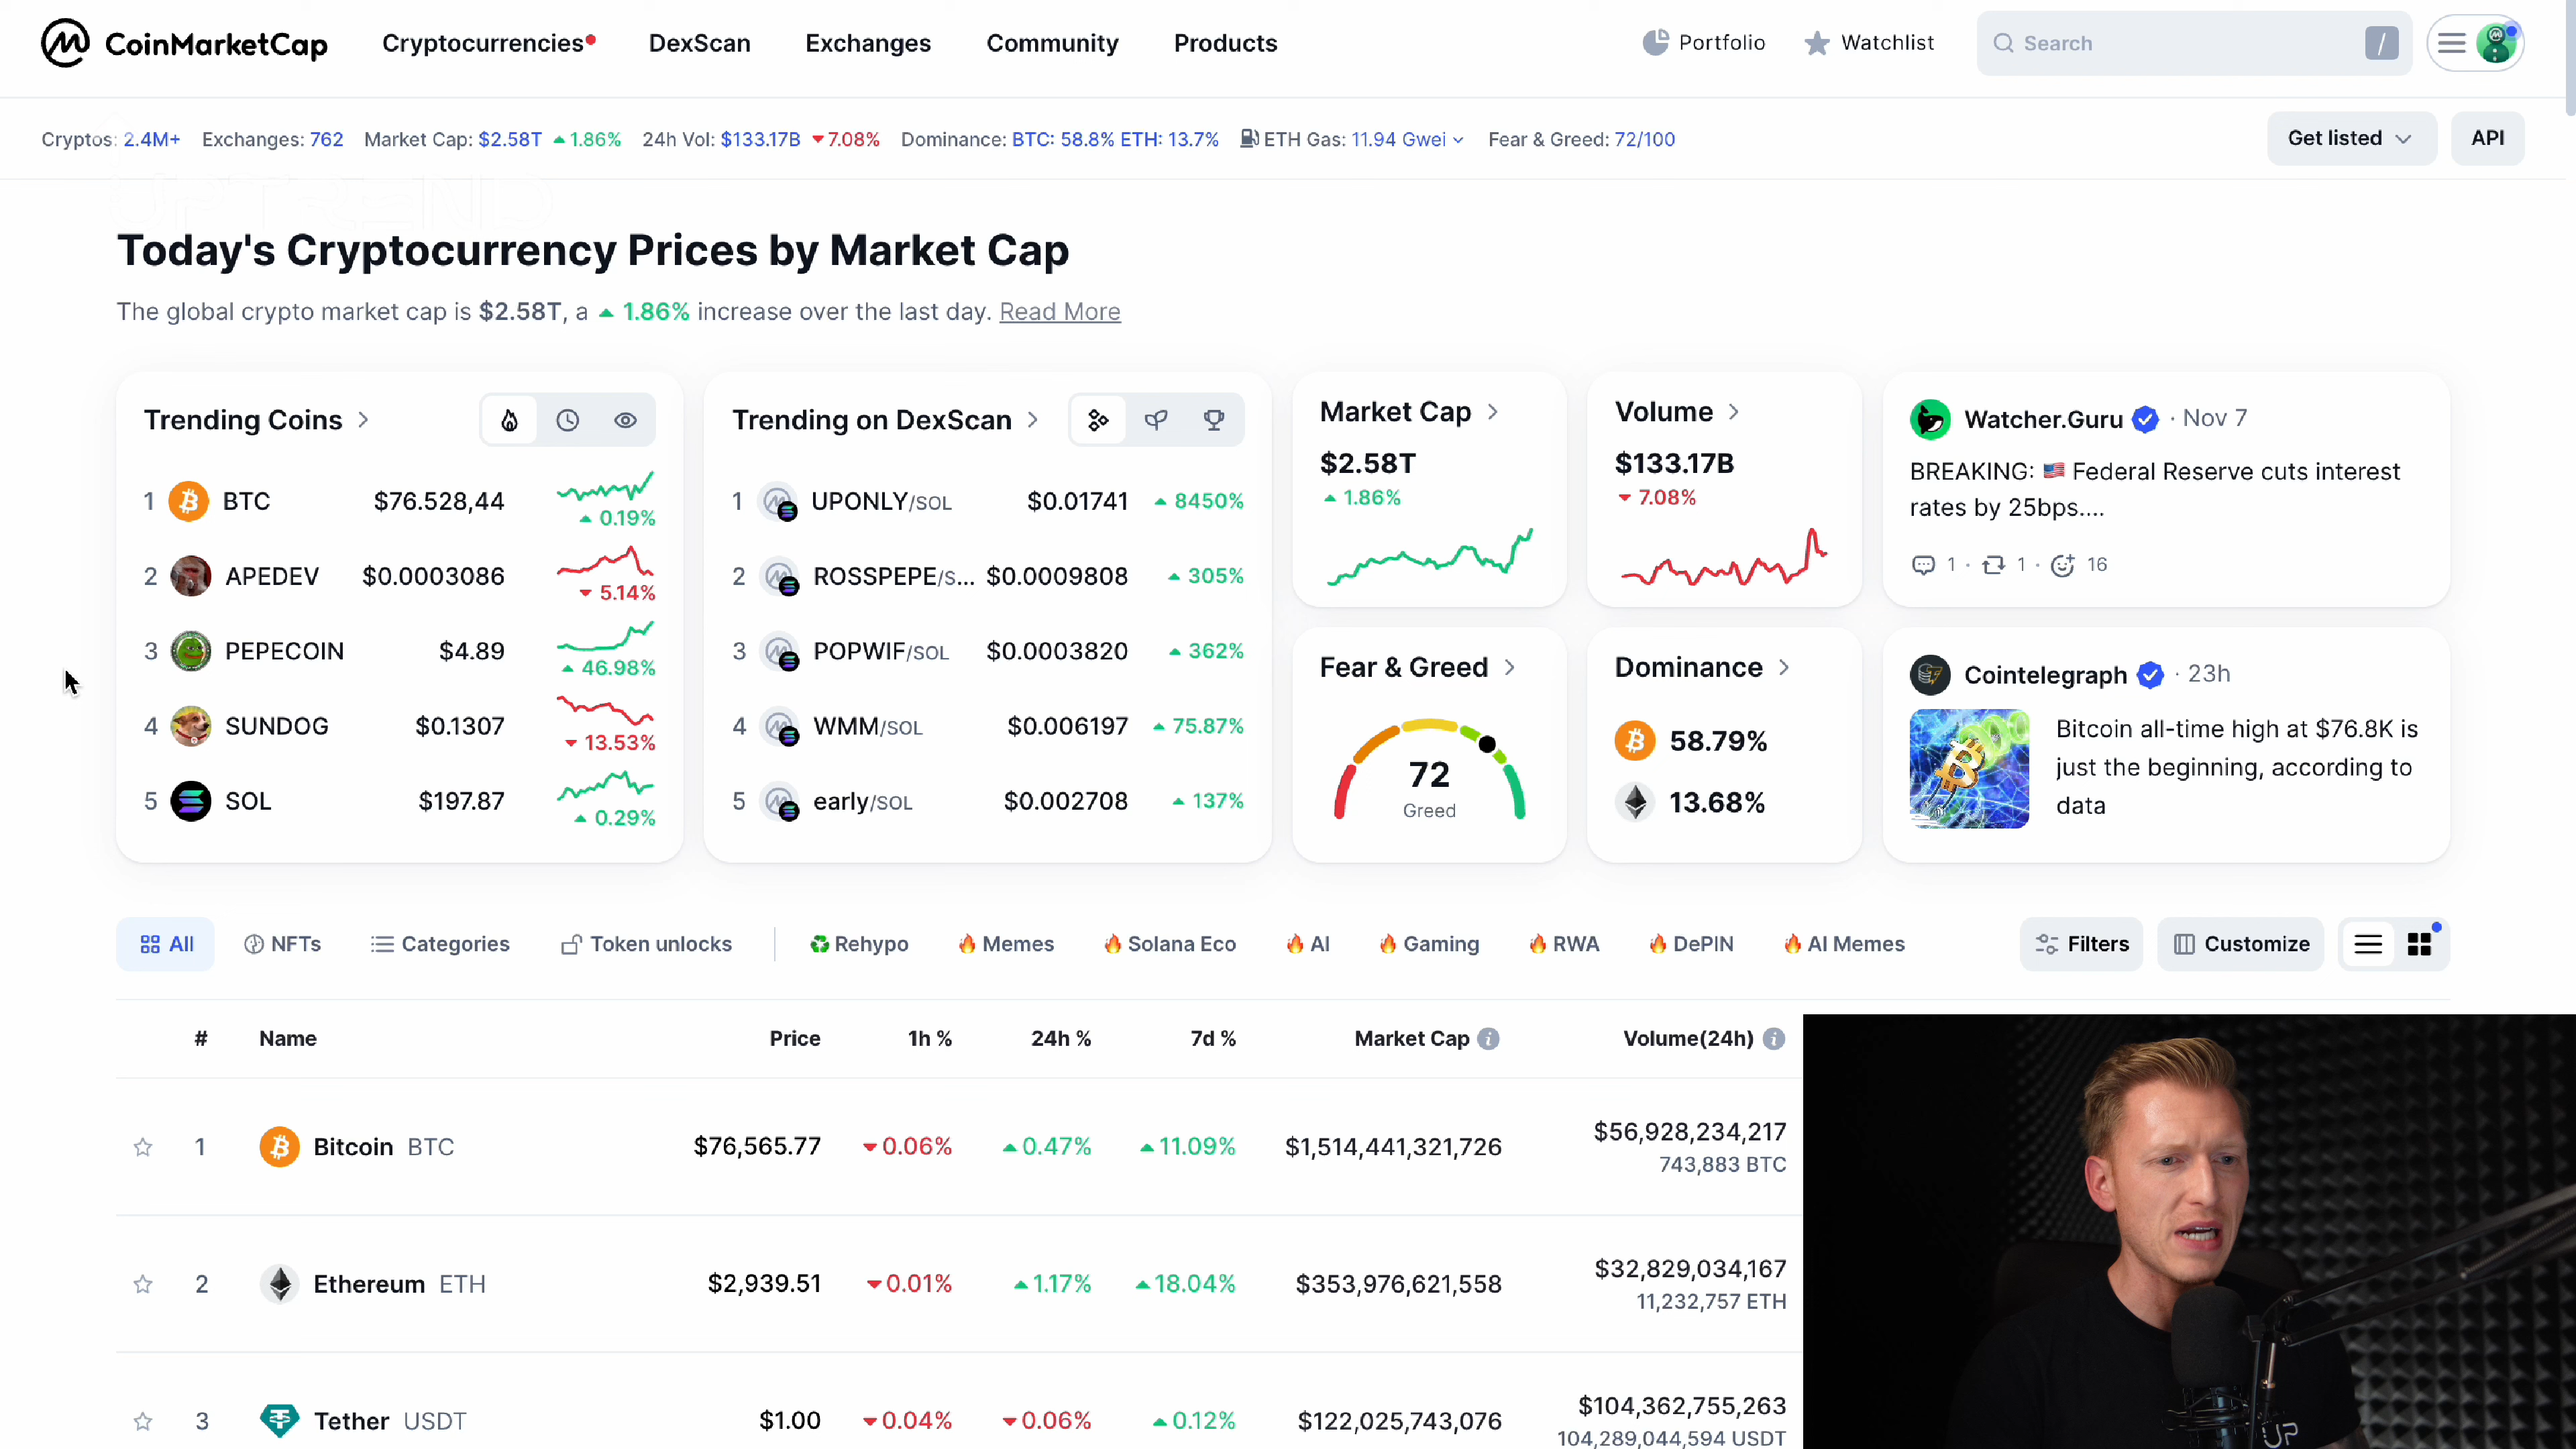 CoinMarketCap Cryptocurrencies DexScan Exchanges Community Products Portfolio Watchlist Search /
Cryptos: 2.4M+ Exchanges: 762 Market Cap: $2.58T 1.86% 24h Vol: $133.17B 7.08% Dominance: BTC: 58.8% ETH: 13.7% ETH Gas: 11.94 Gwei Fear & Greed: 72/100 Get listed API
UPTREND
Today's Cryptocurrency Prices by Market Cap
The global crypto market cap is $2.58T, a 1.86% increase over the last day. Read More
Trending Coins
1 BTC $76.528,44 0.19%
2 APEDEV $0.0003086 5.14%
3 PEPECOIN $4.89 46.98%
4 SUNDOG $0.1307 13.53%
5 SOL $197.87 0.29%
Trending on DexScan
1 UPONLY/SOL $0.01741 8450%
2 ROSSPEPE/S... $0.0009808 305%
3 POPWIF/SOL $0.0003820 362%
4 WMM/SOL $0.006197 75.87%
5 early/SOL $0.002708 137%
Market Cap
$2.58T
1.86%
Volume
$133.17B
7.08%
Fear & Greed
72
Greed
Dominance
58.79%
13.68%
Watcher.Guru · Nov 7
BREAKING: 🇺🇸 Federal Reserve cuts interest
rates by 25bps....
1 · 1 · 16
Cointelegraph · 23h
Bitcoin all-time high at $76.8K is
just the beginning, according to
data
All NFTs Categories Token unlocks Rehypo Memes Solana Eco AI Gaming RWA DePIN AI Memes Filters Customize
# Name Price 1h % 24h % 7d % Market Cap Volume(24h)
1 Bitcoin BTC $76,565.77 0.06% 0.47% 11.09% $1,514,441,321,726 $56,928,234,217
743,883 BTC
2 Ethereum ETH $2,939.51 0.01% 1.17% 18.04% $353,976,621,558 $32,829,034,167
11,232,757 ETH
3 Tether USDT $1.00 0.04% 0.06% 0.12% $122,025,743,076 $104,362,755,263
104,289,044,594 USDT
UP